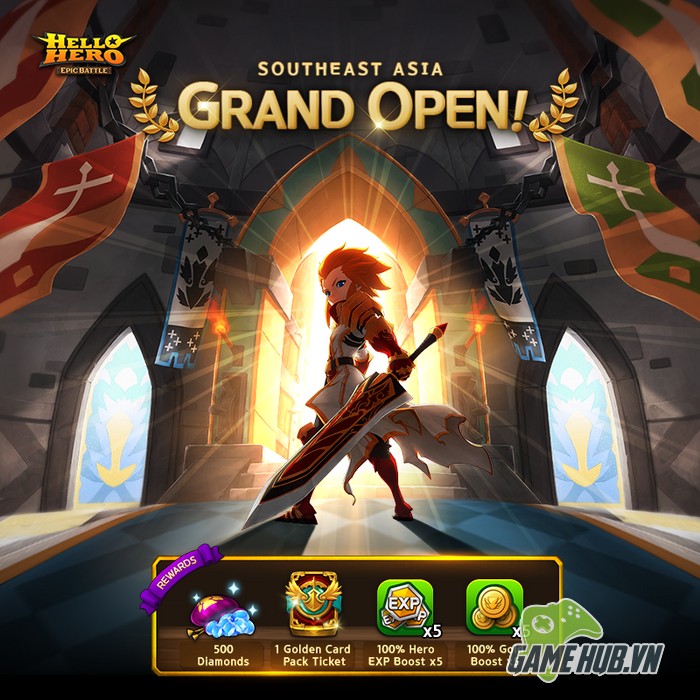 HELLO
HERO
EPIC BATTLE
SOUTHEAST ASIA
GRAND OPEN!
REWARDS
EXP
x5
500
Diamonds
1 Golden Card
Pack Ticket
100% Hero
EXP Boost x5
100%
Boost
GAMEHUB.VN